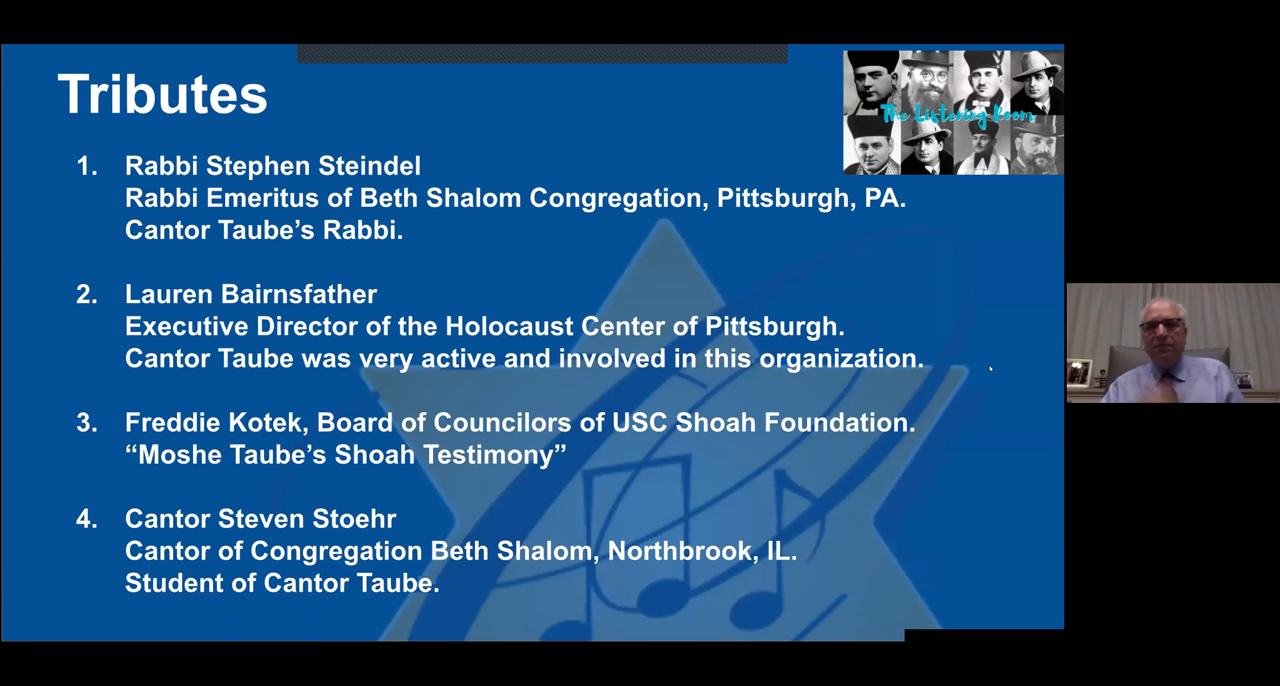 Tributes
The Listening Room
1. Rabbi Stephen Steindel
Rabbi Emeritus of Beth Shalom Congregation, Pittsburgh, PA.
Cantor Taube’s Rabbi.
2. Lauren Bairnsfather
Executive Director of the Holocaust Center of Pittsburgh.
Cantor Taube was very active and involved in this organization.
3. Freddie Kotek, Board of Councilors of USC Shoah Foundation.
“Moshe Taube’s Shoah Testimony”
4. Cantor Steven Stoehr
Cantor of Congregation Beth Shalom, Northbrook, IL.
Student of Cantor Taube.